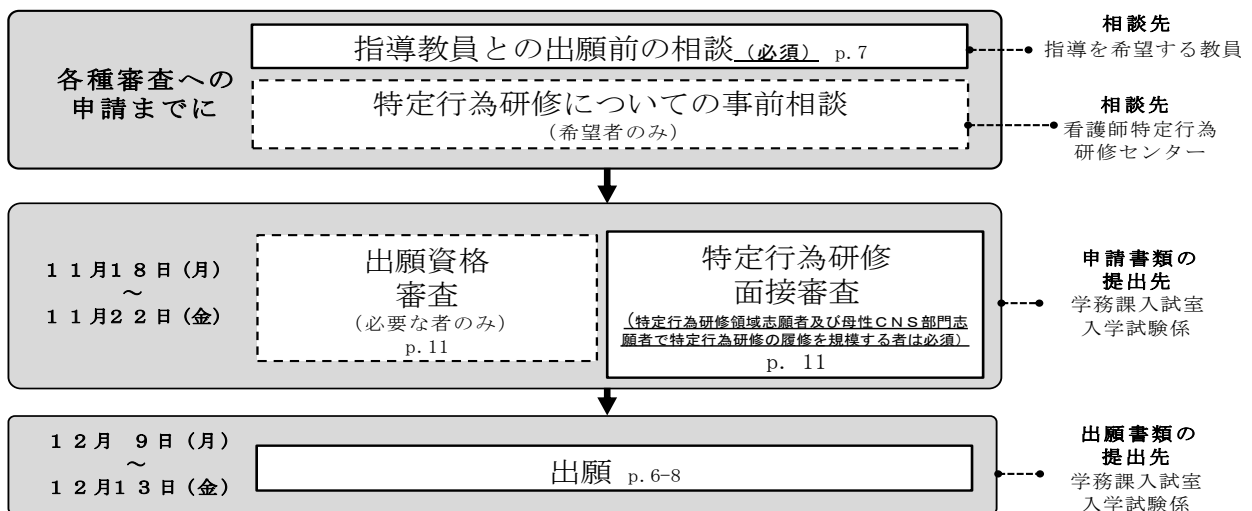 各種審査への
申請までに
指導教員との出願前の相談(必須) p.7
特定行為研修についての事前相談
(希望者のみ)
相談先
指導を希望する教員
相談先
看護師特定行為
研修センター
11月18日(月)
~
11月22日(金)
出願資格
審査
(必要な者のみ)
p.11
特定行為研修
面接審査
(特定行為研修領域志願者及び母性CNS部門志
願者で特定行為研修の履修を規模する者は必須)
p. 11
申請書類の
提出先
学務課入試室
入学試験係
12月 9日(月)
~
12月13日(金)
出願 p.6-8
出願書類の
提出先
学務課入試室
入学試験係